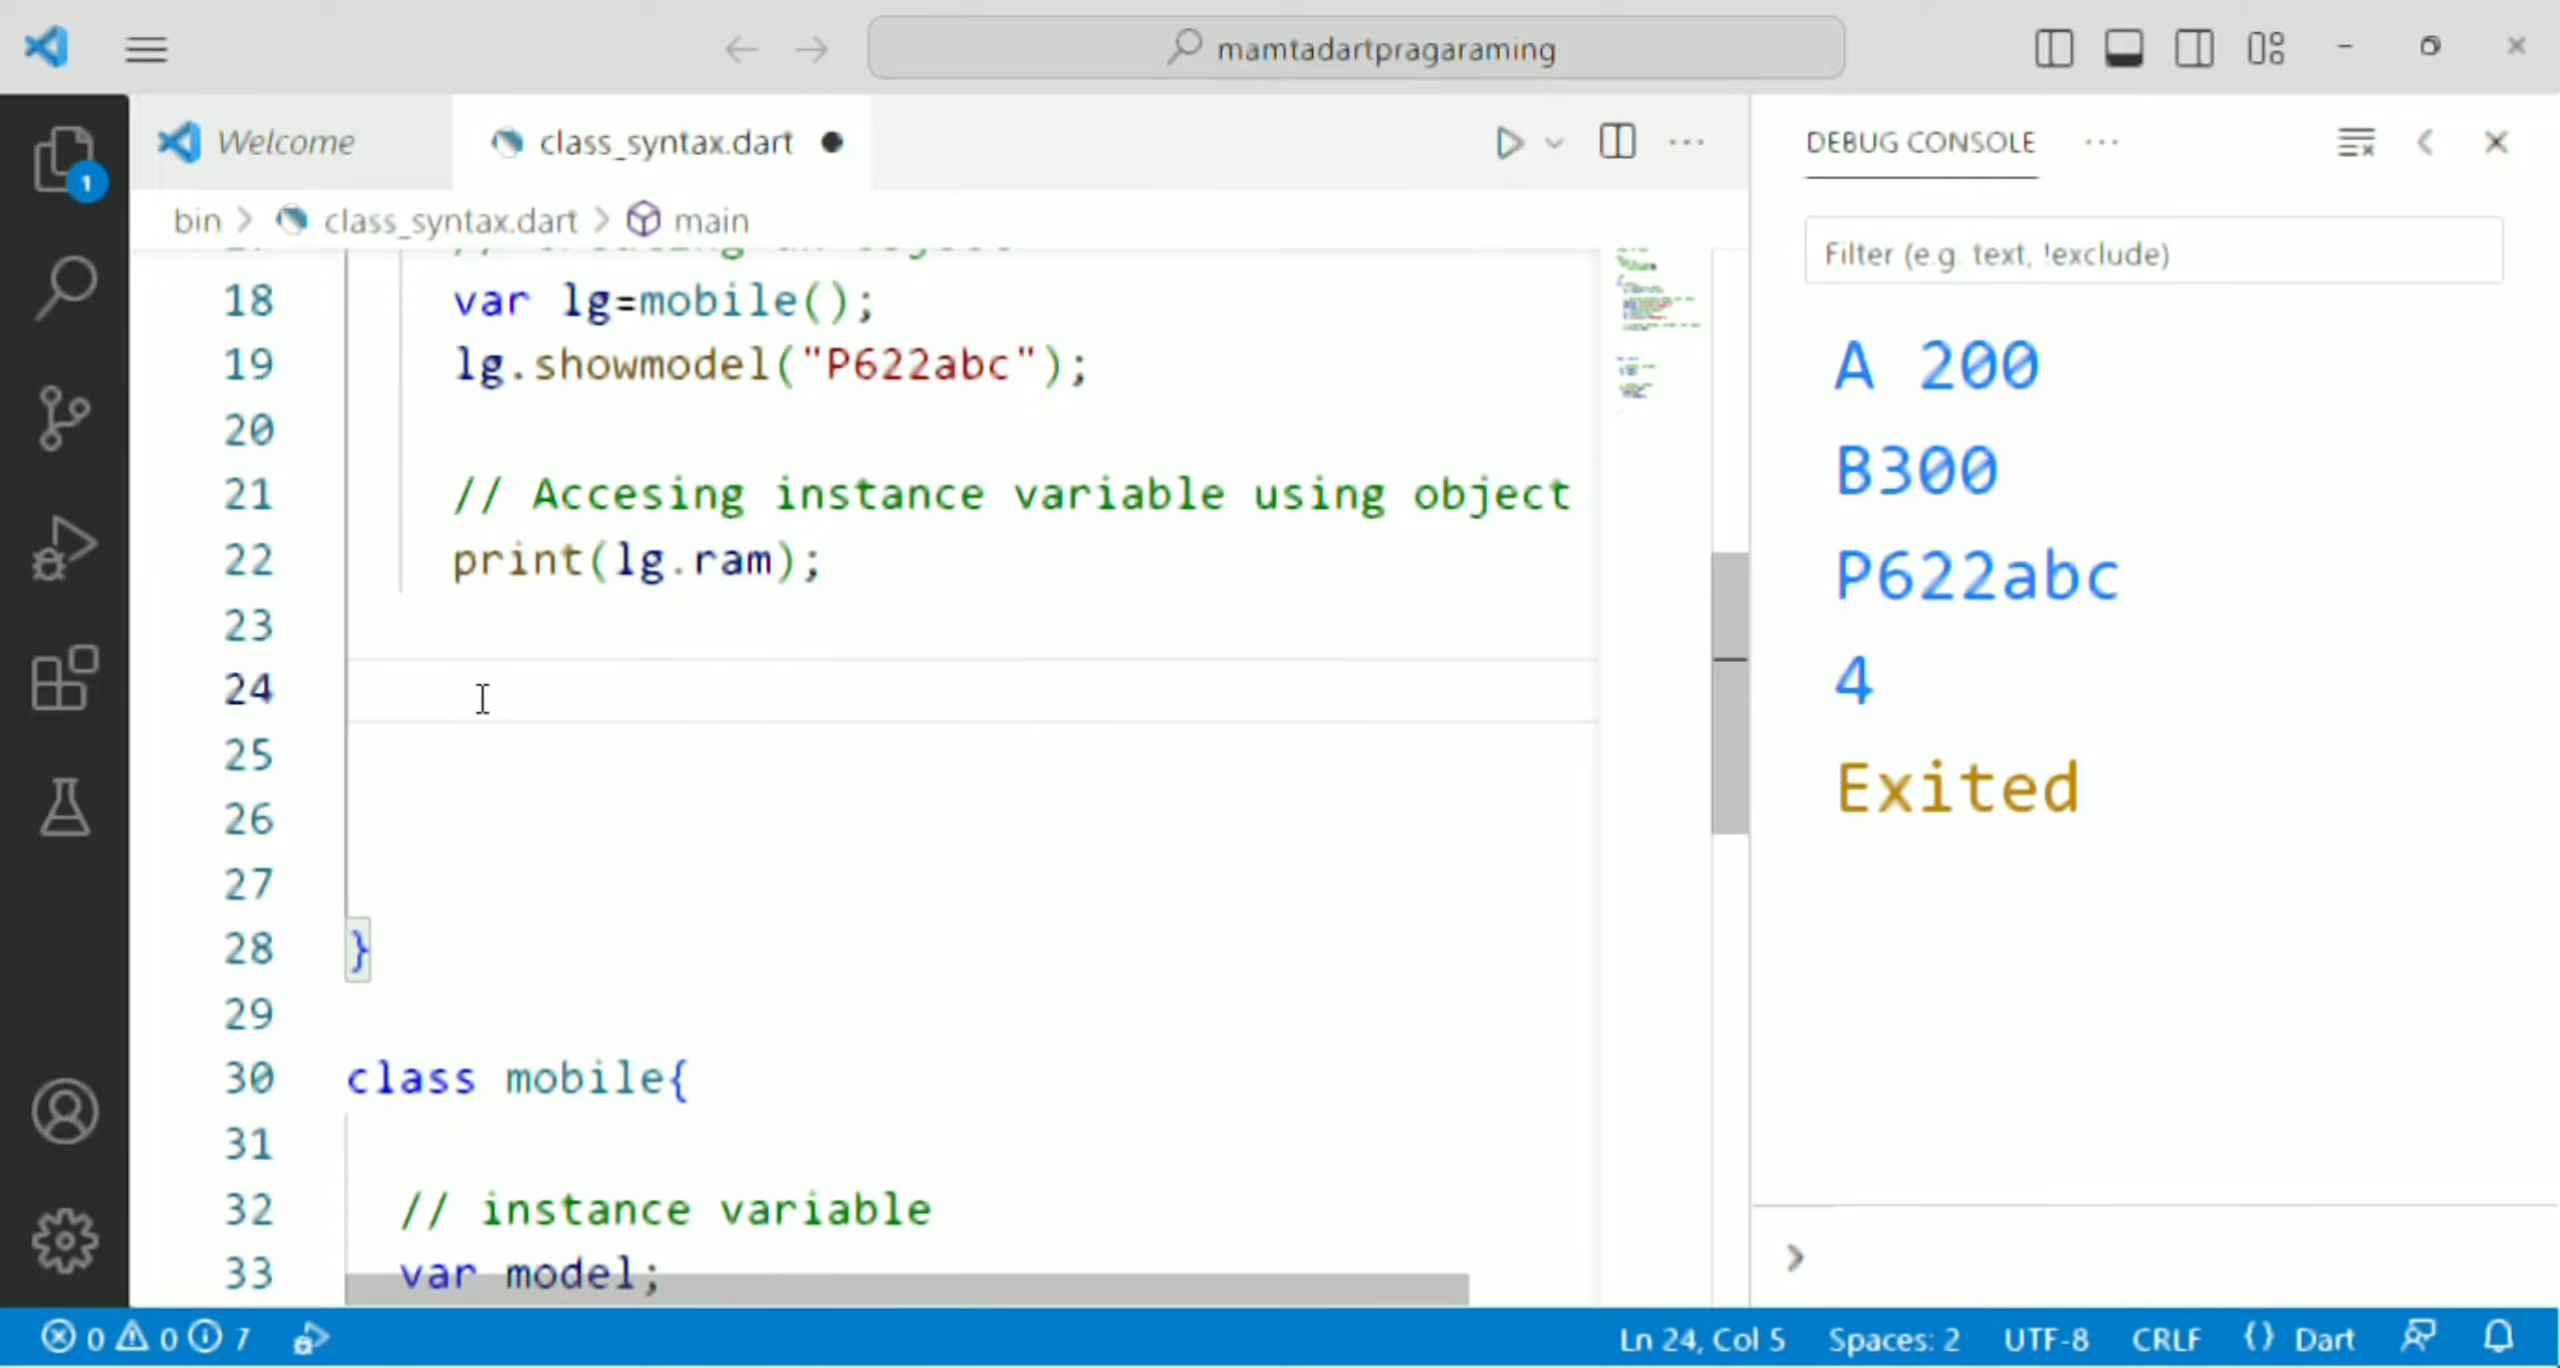 mamtadartpragaraming
Welcome
class_syntax.dart
DEBUG CONSOLE
bin > class_syntax.dart > main
Filter (e.g. text, !exclude)
18 var lg=mobile();
19 lg.showmodel("P622abc");
20
21 // Accesing instance variable using object
22 print(lg.ram);
23
24
25
26
27
28 }
29
30 class mobile{
31
32 // instance variable
33 var model;
A 200
B300
P622abc
4
Exited
1
0 0 7
Ln 24, Col 5 Spaces: 2 UTF-8 CRLF {} Dart